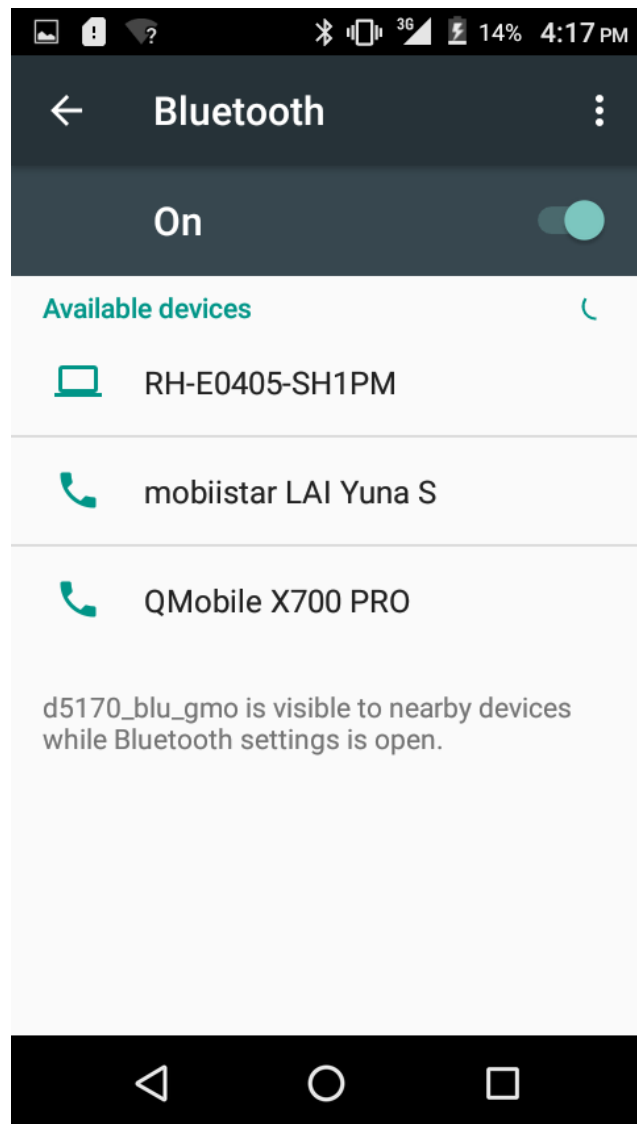 3G 14% 4:17 PM
Bluetooth
On
Available devices
RH-E0405-SH1PM
mobiistar LAI Yuna S
QMobile X700 PRO
d5170_blu_gmo is visible to nearby devices
while Bluetooth settings is open.